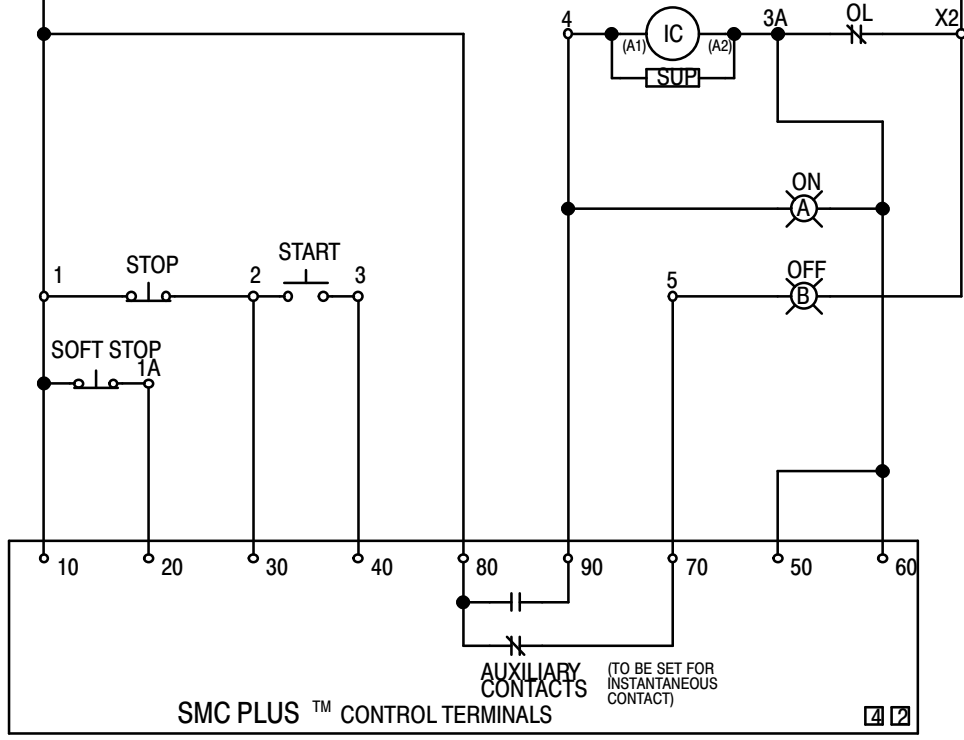 4 IC 3A OL X2
(A1) (A2)
SUP
ON
A
STOP START OFF
1 2 3 5 B
SOFT STOP
1A
10 20 30 40 80 90 70 50 60
AUXILIARY (TO BE SET FOR
CONTACTS INSTANTANEOUS
CONTACT)
SMC PLUS ™ CONTROL TERMINALS 4 2